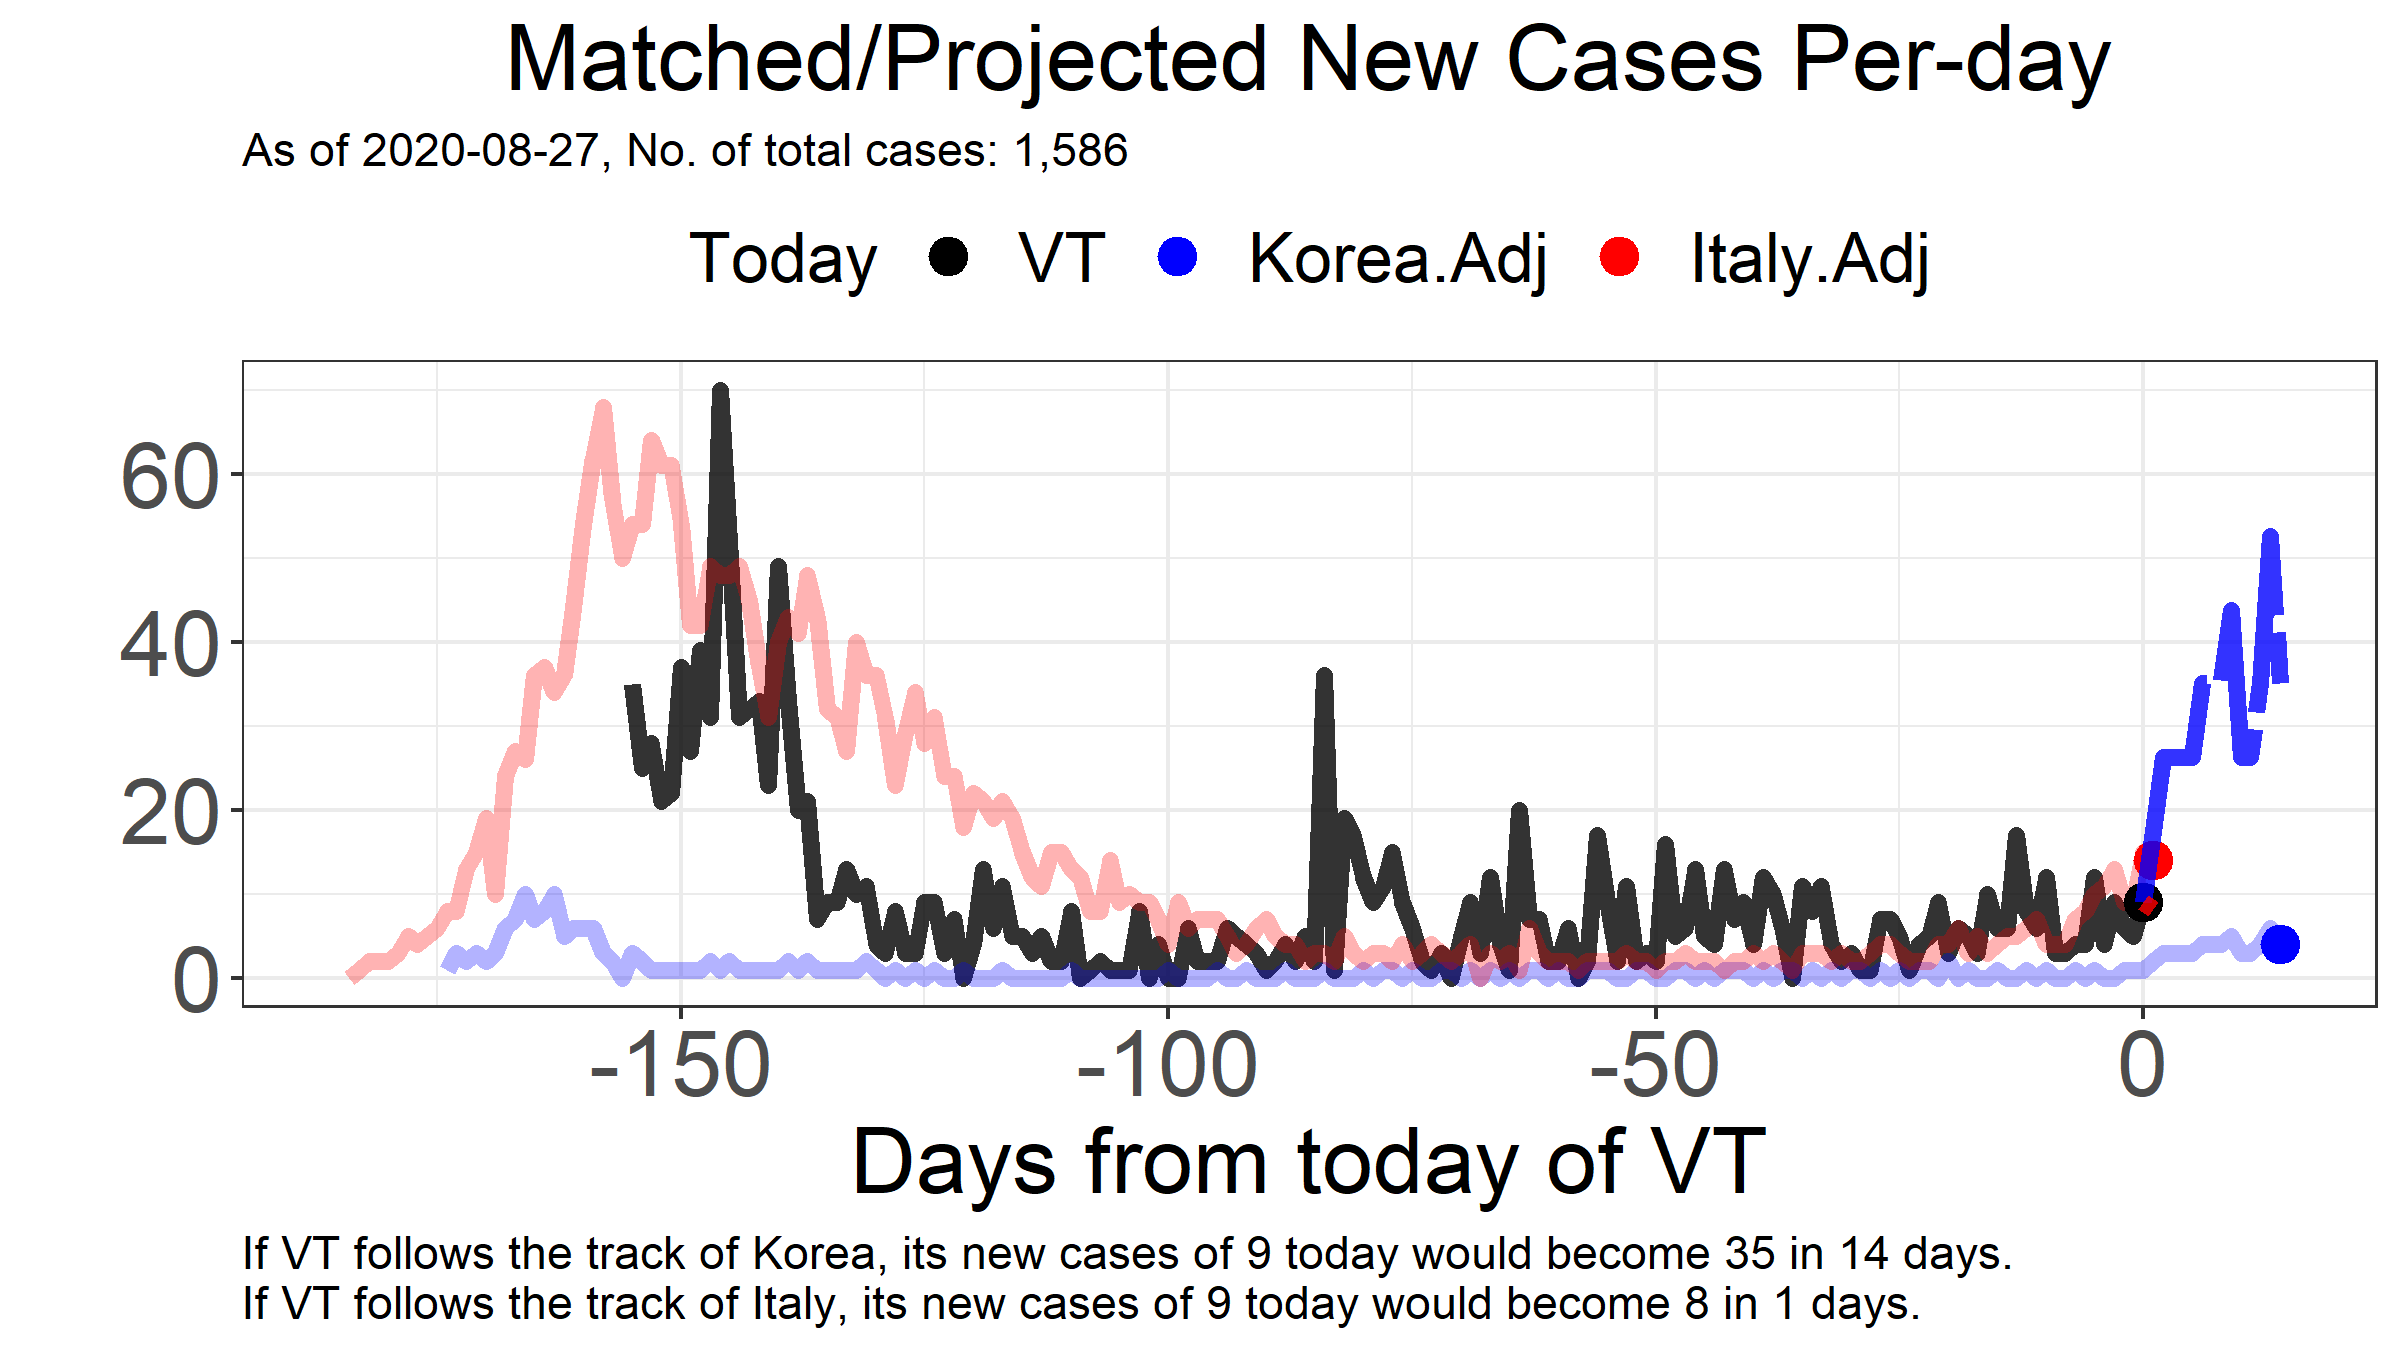 Matched/Projected New Cases Per-day
As of 2020-08-27, No. of total cases: 1,586
Today VT Korea.Adj Italy.Adj
60
40
20
0
-150 -100 -50 0
Days from today of VT
If VT follows the track of Korea, its new cases of 9 today would become 35 in 14 days.
If VT follows the track of Italy, its new cases of 9 today would become 8 in 1 days.